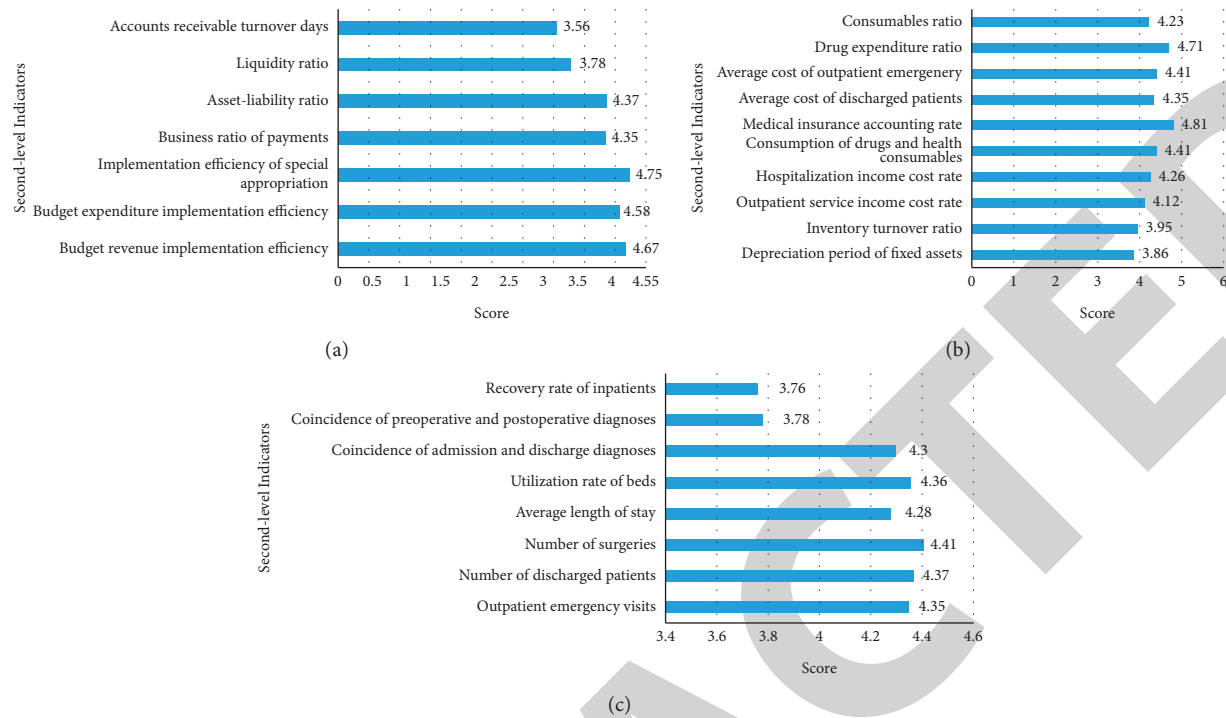 Second-level Indicators
Accounts receivable turnover days
3.56
Liquidity ratio
3.78
Asset-liability ratio
4.37
Business ratio of payments
4.35
Implementation efficiency of special
appropriation
4.75
Budget expenditure implementation efficiency
4.58
Budget revenue implementation efficiency
4.67
0 0.5 1 1.5 2 2.5 3 3.5 4 4.55
Score
(a)
Second-level Indicators
Consumables ratio
4.23
Drug expenditure ratio
4.71
Average cost of outpatient emergenery
4.41
Average cost of discharged patients
4.35
Medical insurance accounting rate
4.81
Consumption of drugs and health
consumables
4.41
Hospitalization income cost rate
4.26
Outpatient service income cost rate
4.12
Inventory turnover ratio
3.95
Depreciation period of fixed assets
3.86
0 1 2 3 4 5 6
Score
(b)
Second-level Indicators
Recovery rate of inpatients
3.76
Coincidence of preoperative and postoperative diagnoses
3.78
Coincidence of admission and discharge diagnoses
4.3
Utilization rate of beds
4.36
Average length of stay
4.28
Number of surgeries
4.41
Number of discharged patients
4.37
Outpatient emergency visits
4.35
3.4 3.6 3.8 4 4.2 4.4 4.6
Score
(c)
ACTED